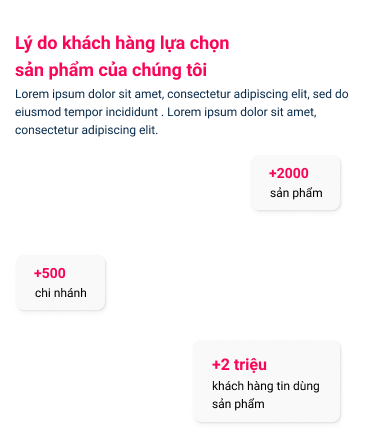 Lý do khách hàng lựa chọn
sản phẩm của chúng tôi
Lorem ipsum dolor sit amet, consectetur adipiscing elit, sed do
eiusmod tempor incididunt . Lorem ipsum dolor sit amet,
consectetur adipiscing elit.
+2000
sản phẩm
+500
chi nhánh
+2 triệu
khách hàng tin dùng
sản phẩm